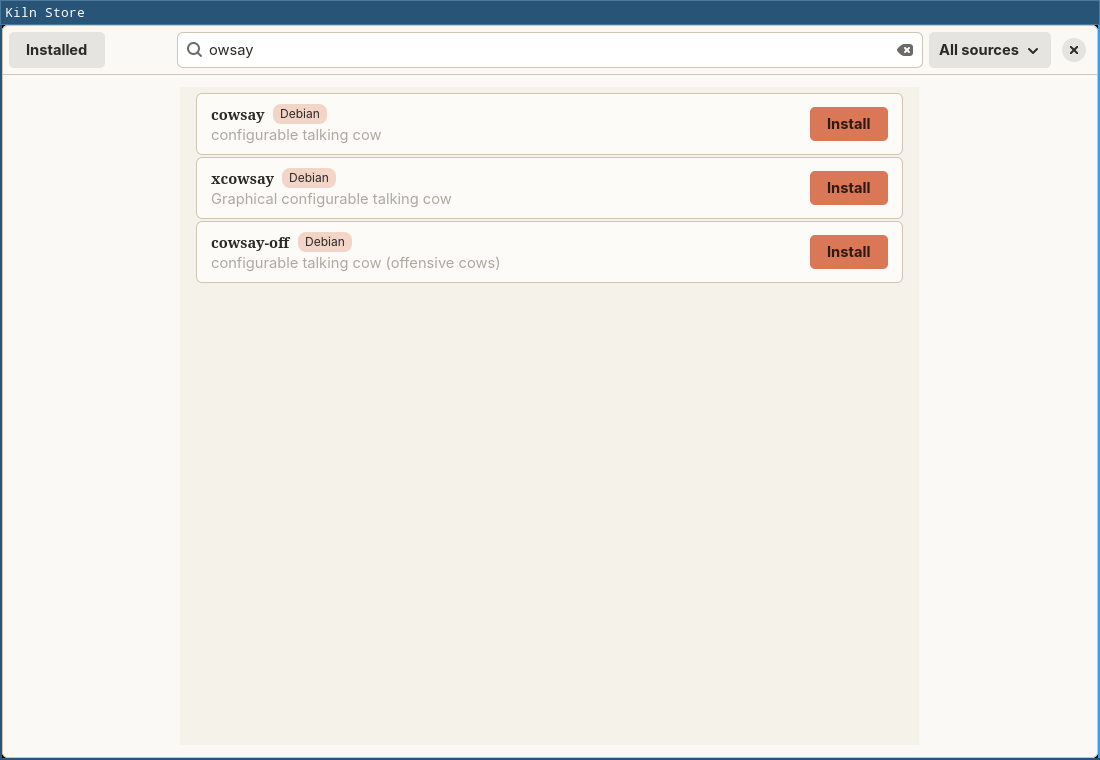 Kiln Store
Installed
owsay
All sources
cowsay Debian
configurable talking cow
Install
xcowsay Debian
Graphical configurable talking cow
Install
cowsay-off Debian
configurable talking cow (offensive cows)
Install